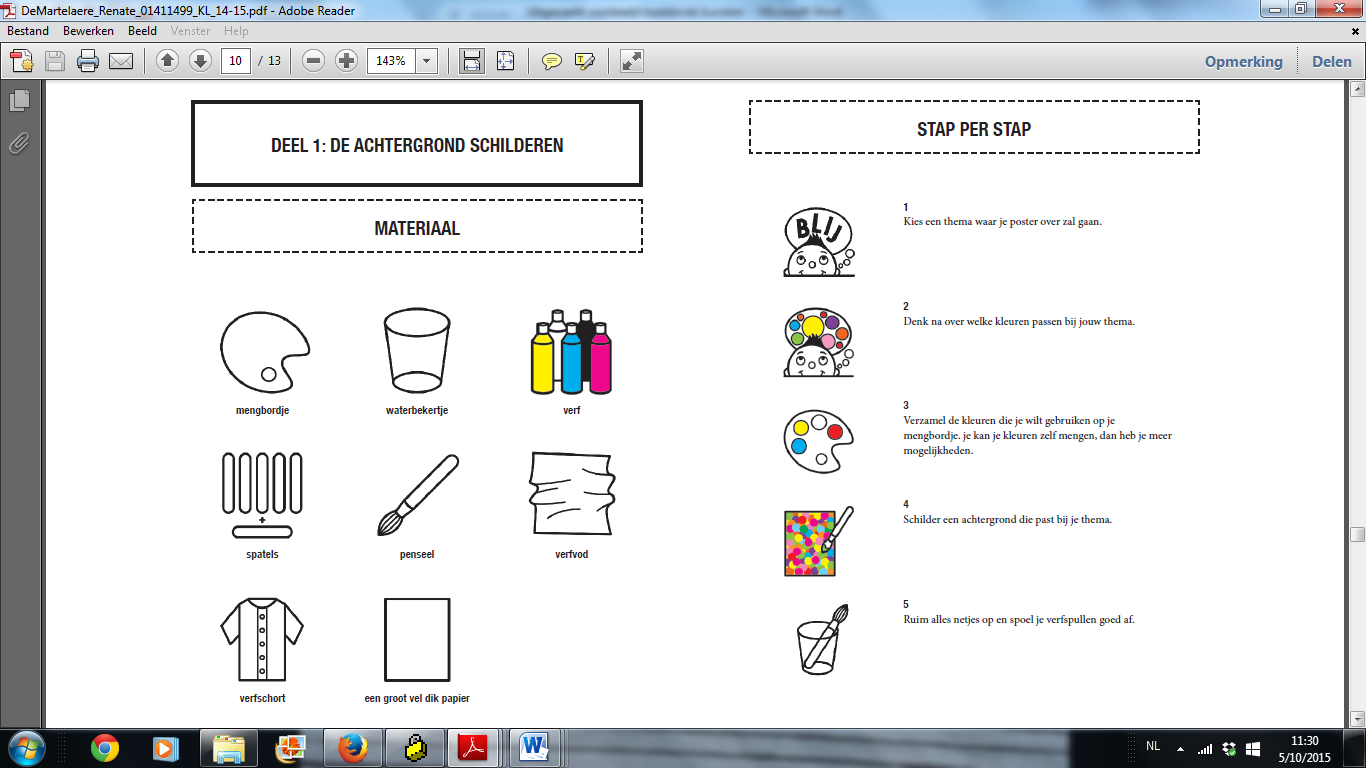 DeMartelaere_Renate_01411499_KL_14-15.pdf - Adobe Reader
Bestand Bewerken Beeld Venster Help
10 / 13 143% Opmerking Delen
DEEL 1: DE ACHTERGROND SCHILDEREN
MATERIAAL
mengbordje waterbekertje verf
+
spatels penseel verfvod
verfschort een groot vel dik papier
STAP PER STAP
BLIJ
1
Kies een thema waar je poster over zal gaan.
2
Denk na over welke kleuren passen bij jouw thema.
3
Verzamel de kleuren die je wilt gebruiken op je
mengbordje. je kan je kleuren zelf mengen, dan heb je meer
mogelijkheden.
4
Schilder een achtergrond die past bij je thema.
5
Ruim alles netjes op en spoel je verfspullen goed af.
NL
11:30
5/10/2015